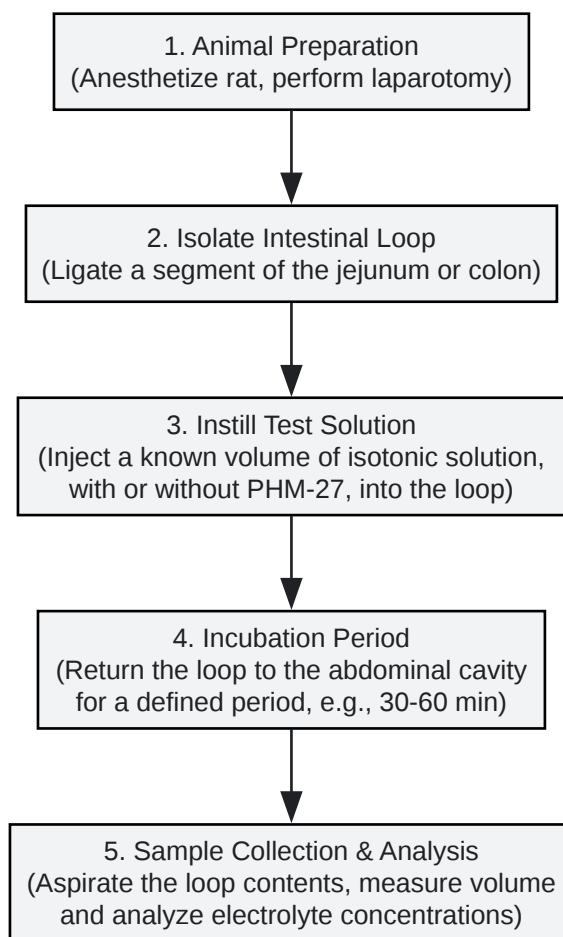 1. Animal Preparation
(Anesthetize rat, perform laparotomy)
2. Isolate Intestinal Loop
(Ligate a segment of the jejunum or colon)
3. Instill Test Solution
(Inject a known volume of isotonic solution,
with or without PHM-27, into the loop)
4. Incubation Period
(Return the loop to the abdominal cavity
for a defined period, e.g., 30-60 min)
5. Sample Collection & Analysis
(Aspirate the loop contents, measure volume
and analyze electrolyte concentrations)